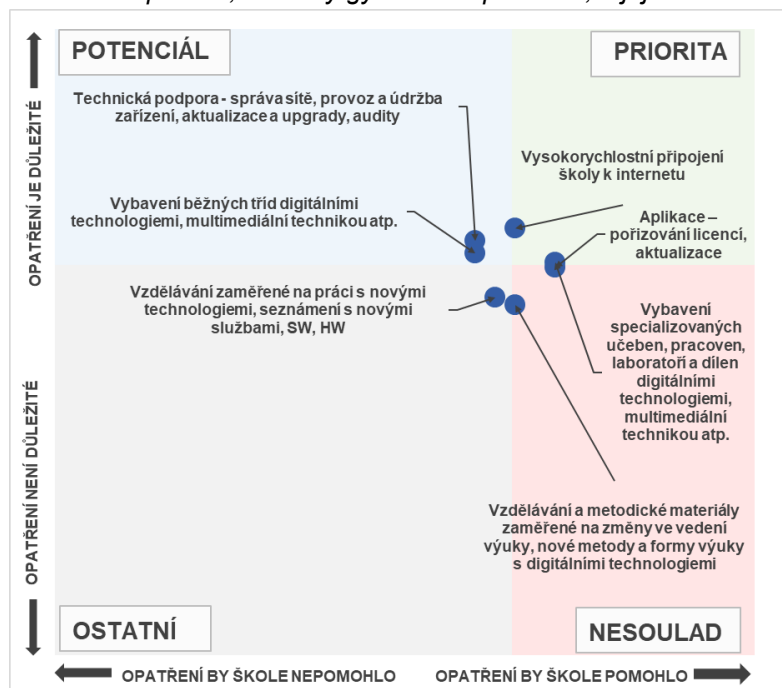 POTENCIÁL
PRIORITA
Technická podpora - správa sítě, provoz a údržba
zařízení, aktualizace a upgrady, audity
Vysokorychlostní připojení
školy k internetu
Vybavení běžných tříd digitálními
technologiemi, multimediální technikou atp.
Aplikace –
pořizování licencí,
aktualizace
Vzdělávání zaměřené na práci s novými
technologiemi, seznámení s novými
službami, SW, HW
Vybavení
specializovaných
učeben, pracoven,
laboratoří a dílen
digitálními
technologiemi,
multimediální
technikou atp.
Vzdělávání a metodické materiály
zaměřené na změny ve vedení
výuky, nové metody a formy výuky
s digitálními technologiemi
OSTATNÍ
NESOULAD
OPATŘENÍ JE DŮLEŽITÉ
OPATŘENÍ NENÍ DŮLEŽITÉ
OPATŘENÍ BY ŠKOLE NEPOMOHLO
OPATŘENÍ BY ŠKOLE POMOHLO